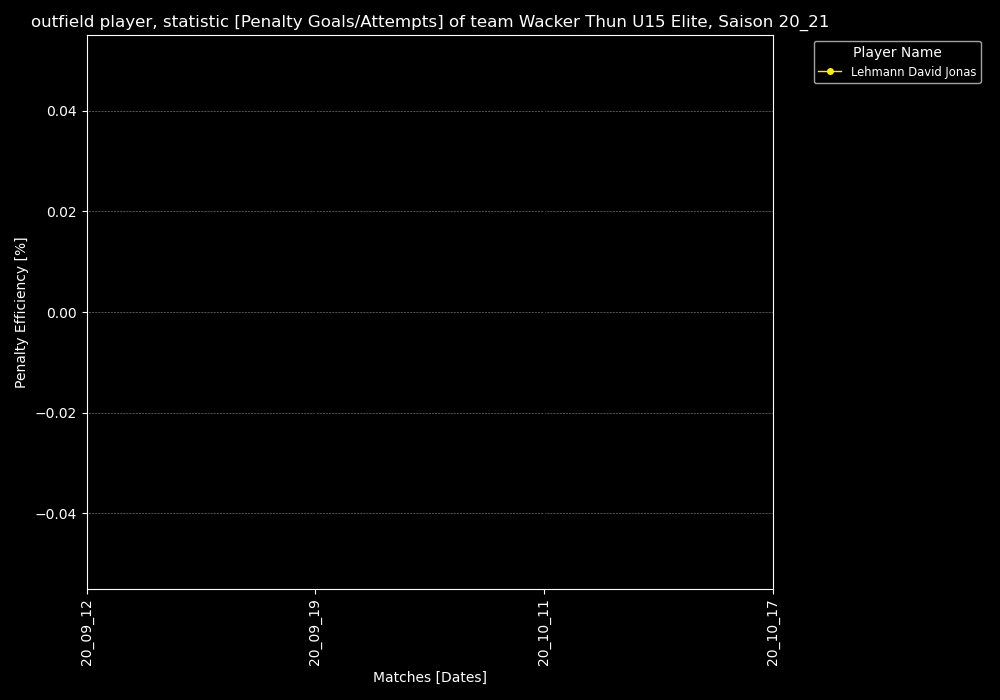 outfield player, statistic [Penalty Goals/Attempts] of team Wacker Thun U15 Elite, Saison 20_21
Player Name
Lehmann David Jonas
Penalty Efficiency [%]
0.04
0.02
0.00
−0.02
−0.04
20_09_12
20_09_19
20_10_11
20_10_17
Matches [Dates]